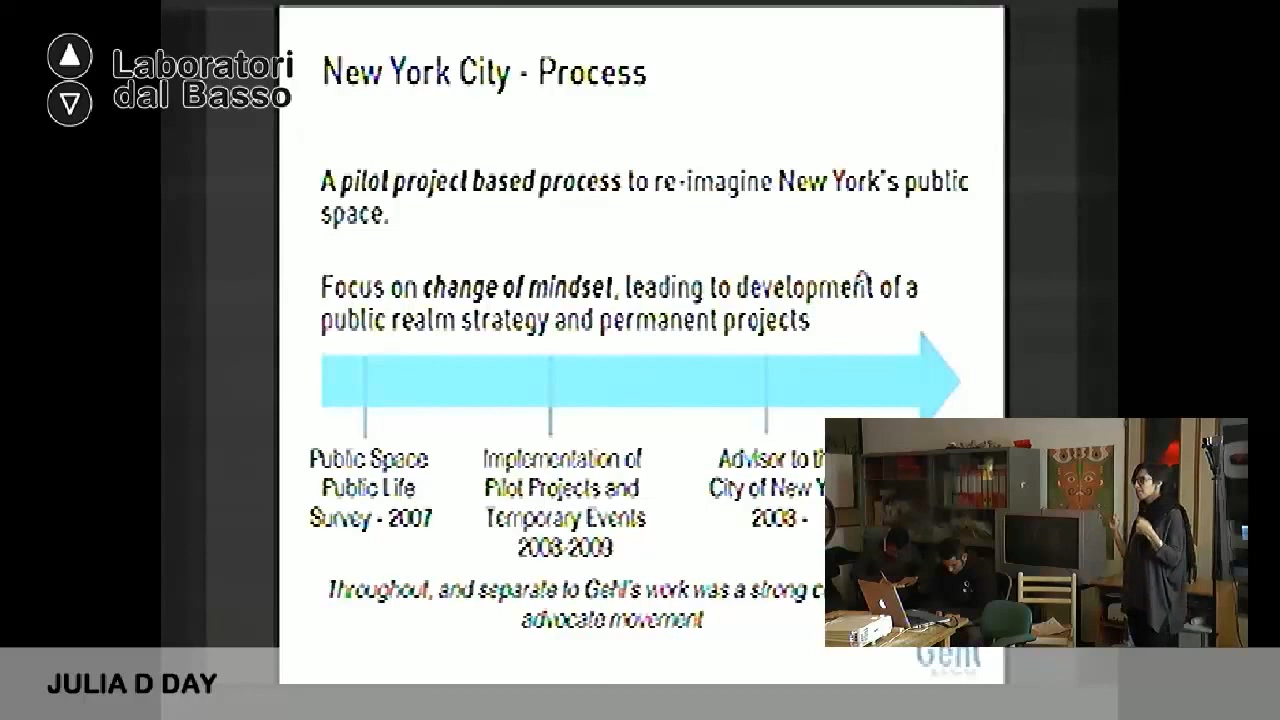 Laboratori
dal Basso
New York City - Process
A pilot project based process to re-imagine New York's public
space.
Focus on change of mindset, leading to development of a
public realm strategy and permanent projects
Public Space
Public Life
Survey - 2007
Implementation of
Pilot Projects and
Temporary Events
2008-2009
Advisor to
City of New
2008 -
Throughout, and separate to Gehl's work was a strong
advocate movement
Gehl
JULIA D DAY